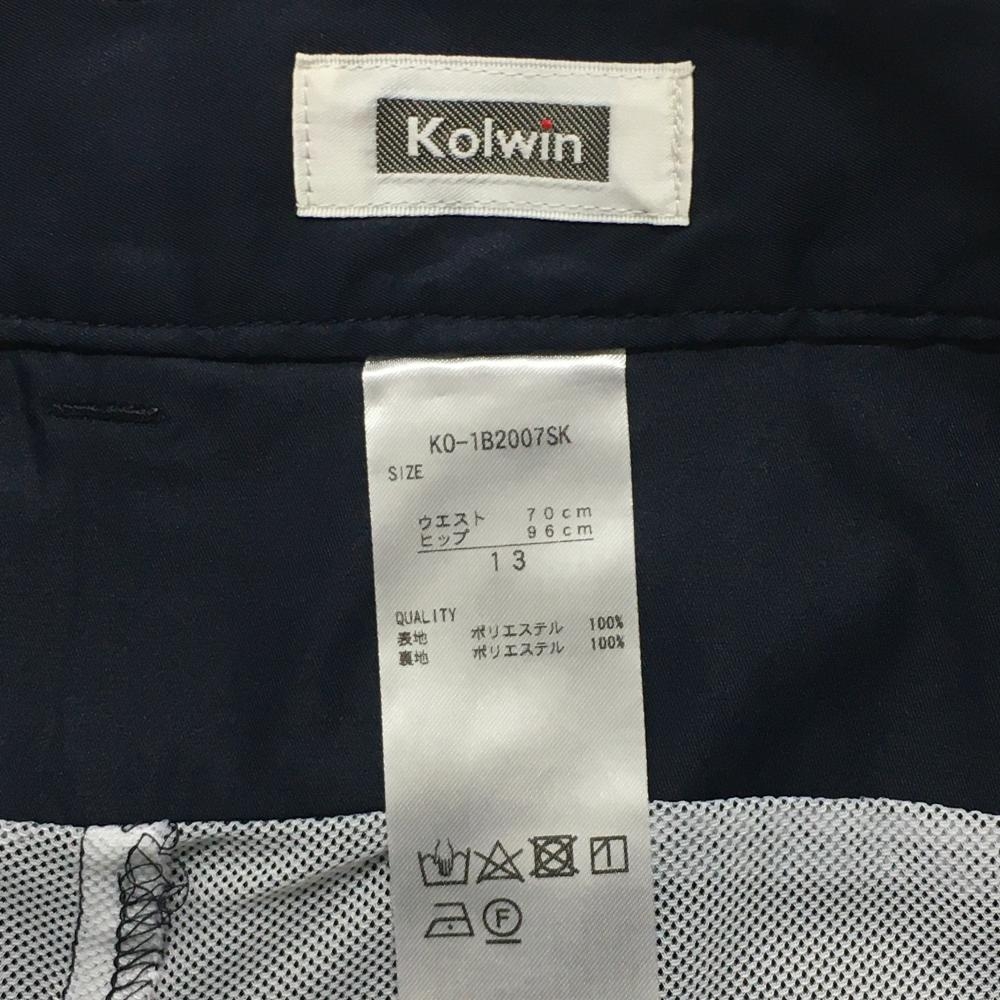 Kolwin
KO-1B2007SK
SIZE
ウエスト 70cm
ヒップ 96cm
13
QUALITY
表地 ポリエステル 100%
裏地 ポリエステル 100%
F